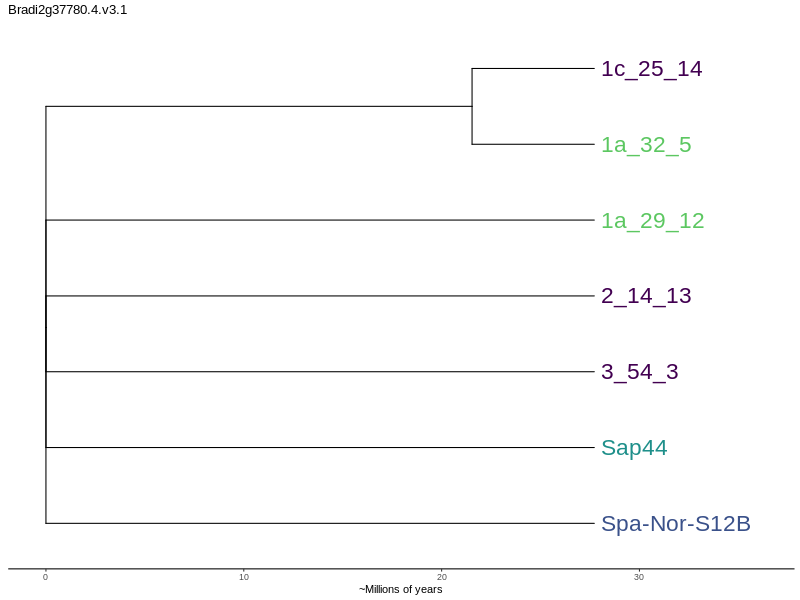 Bradi2g37780.4.v3.1
1c_25_14
1a_32_5
1a_29_12
2_14_13
3_54_3
Sap44
Spa-Nor-S12B
0 10 20 30
~Millions of years